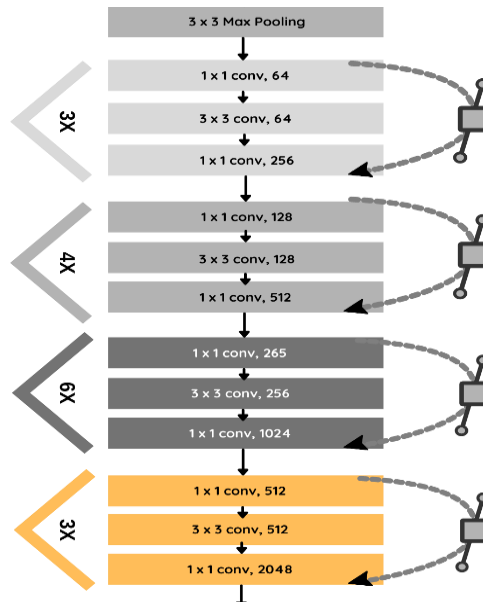 3 x 3 Max Pooling
1 x 1 conv, 64
3 x 3 conv, 64
1 x 1 conv, 256
3X
1 x 1 conv, 128
3 x 3 conv, 128
1 x 1 conv, 512
4X
1 x 1 conv, 265
3 x 3 conv, 256
1 x 1 conv, 1024
6X
1 x 1 conv, 512
3 x 3 conv, 512
1 x 1 conv, 2048
3X